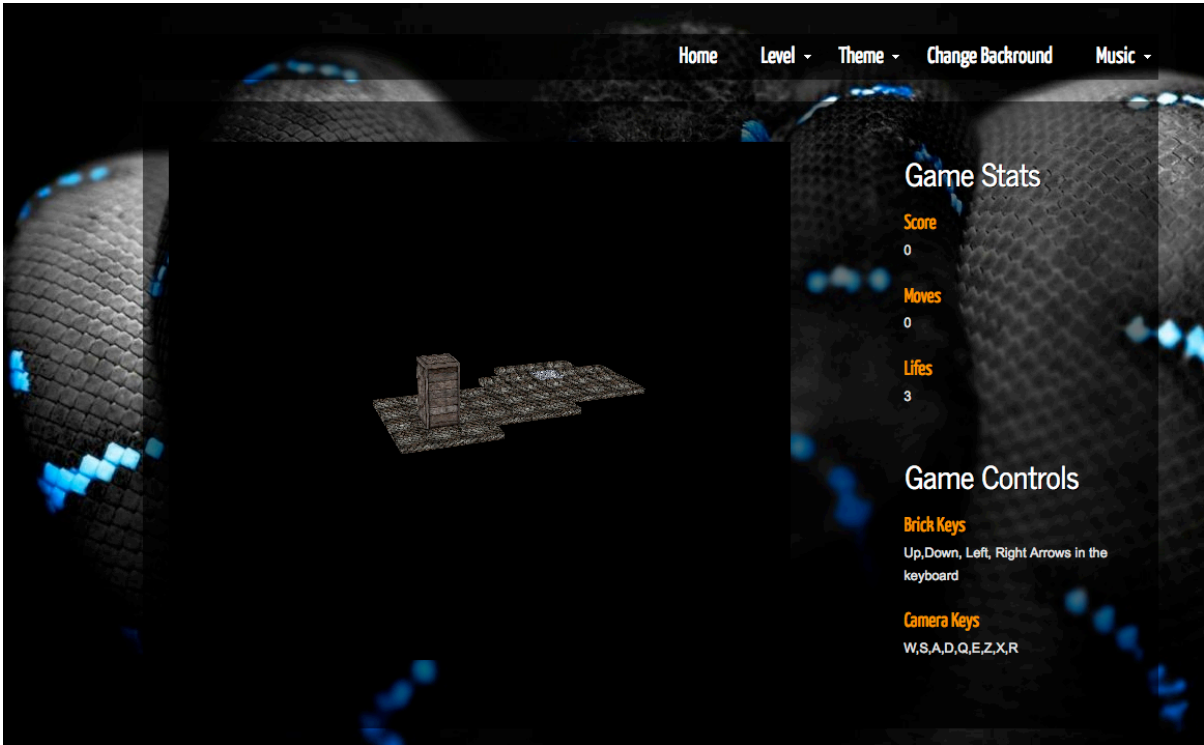 Home Level Theme Change Backround Music
Game Stats
Score
0
Moves
0
Lifes
3
Game Controls
Brick Keys
Up,Down, Left, Right Arrows in the
keyboard
Camera Keys
W,S,A,D,Q,E,Z,X,R